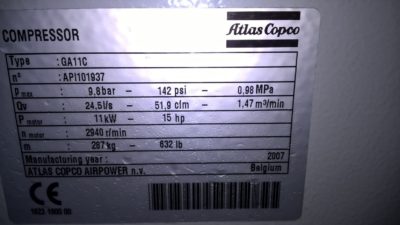 COMPRESSOR
Atlas Copco
Type : GA11C
n° : API101937
P max : 9,8bar - 142 psi - 0,98 MPa
Qv : 24,5l/s - 51,9 cfm - 1,47 m³/min
P motor : 11kW - 15 hp
n motor : 2940 r/min
m : 287kg - 632 lb
Manufacturing year : 2007
ATLAS COPCO AIRPOWER n.v. Belgium
CE